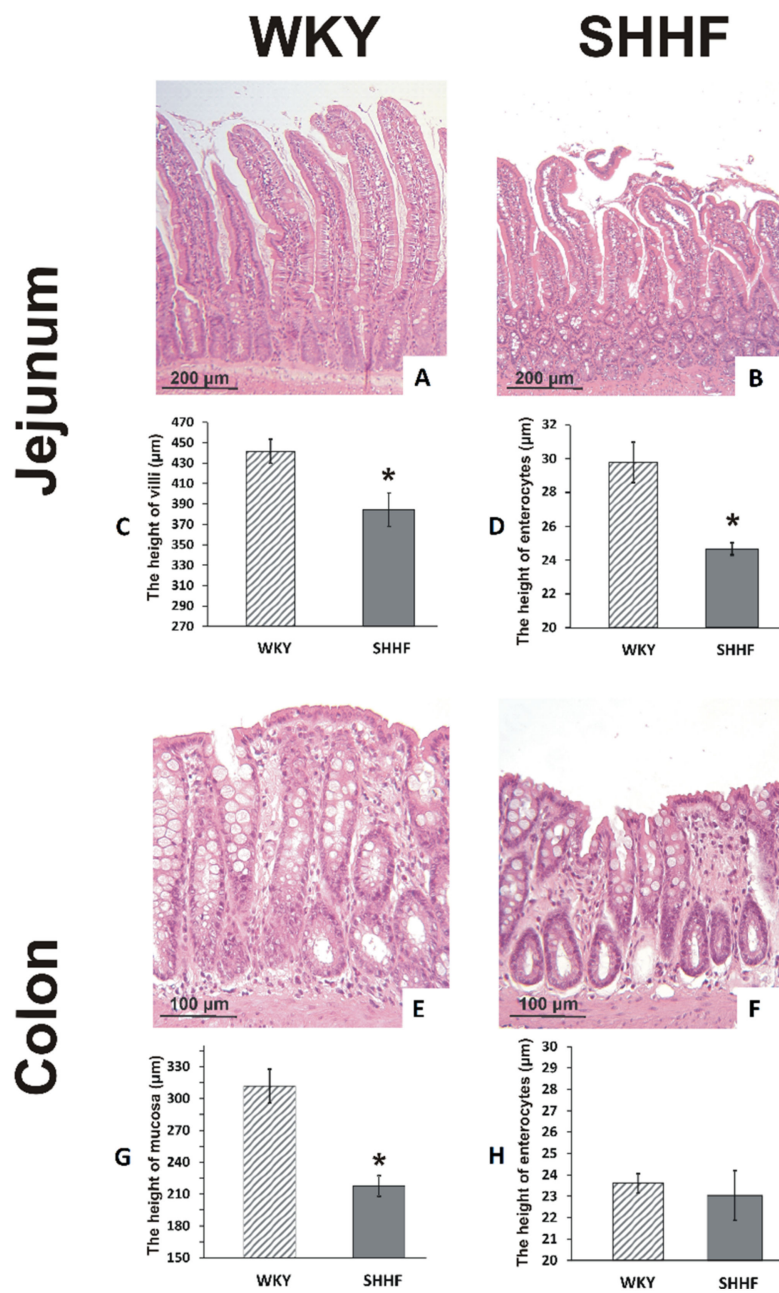 WKY
SHHF
Jejunum
200 µm
A
200 µm
B
C
The height of villi (µm)
470
450
430
410
390
370
350
330
310
290
270
WKY
SHHF
*
D
The height of enterocytes (µm)
32
30
28
26
24
22
20
WKY
SHHF
*
Colon
100 µm
E
100 µm
F
G
The height of mucosa (µm)
330
300
270
240
210
180
150
WKY
SHHF
*
H
The height of enterocytes (µm)
30
29
28
27
26
25
24
23
22
21
20
WKY
SHHF